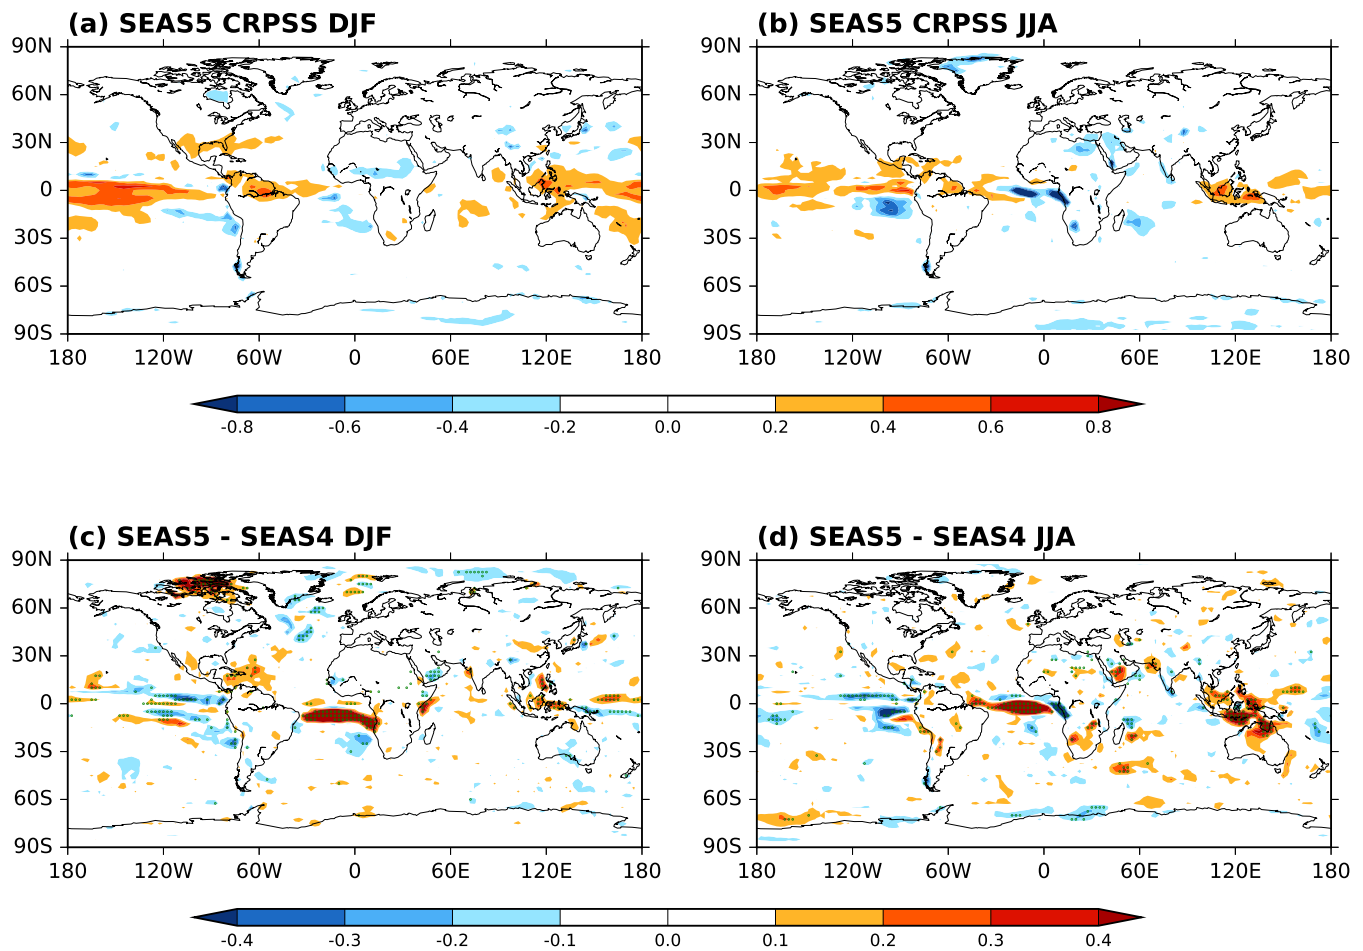 (a) SEAS5 CRPSS DJF
90N
60N
30N
0
30S
60S
90S
180 120W 60W 0 60E 120E 180
(b) SEAS5 CRPSS JJA
90N
60N
30N
0
30S
60S
90S
180 120W 60W 0 60E 120E 180
-0.8 -0.6 -0.4 -0.2 0.0 0.2 0.4 0.6 0.8
(c) SEAS5 - SEAS4 DJF
90N
60N
30N
0
30S
60S
90S
180 120W 60W 0 60E 120E 180
(d) SEAS5 - SEAS4 JJA
90N
60N
30N
0
30S
60S
90S
180 120W 60W 0 60E 120E 180
-0.4 -0.3 -0.2 -0.1 0.0 0.1 0.2 0.3 0.4